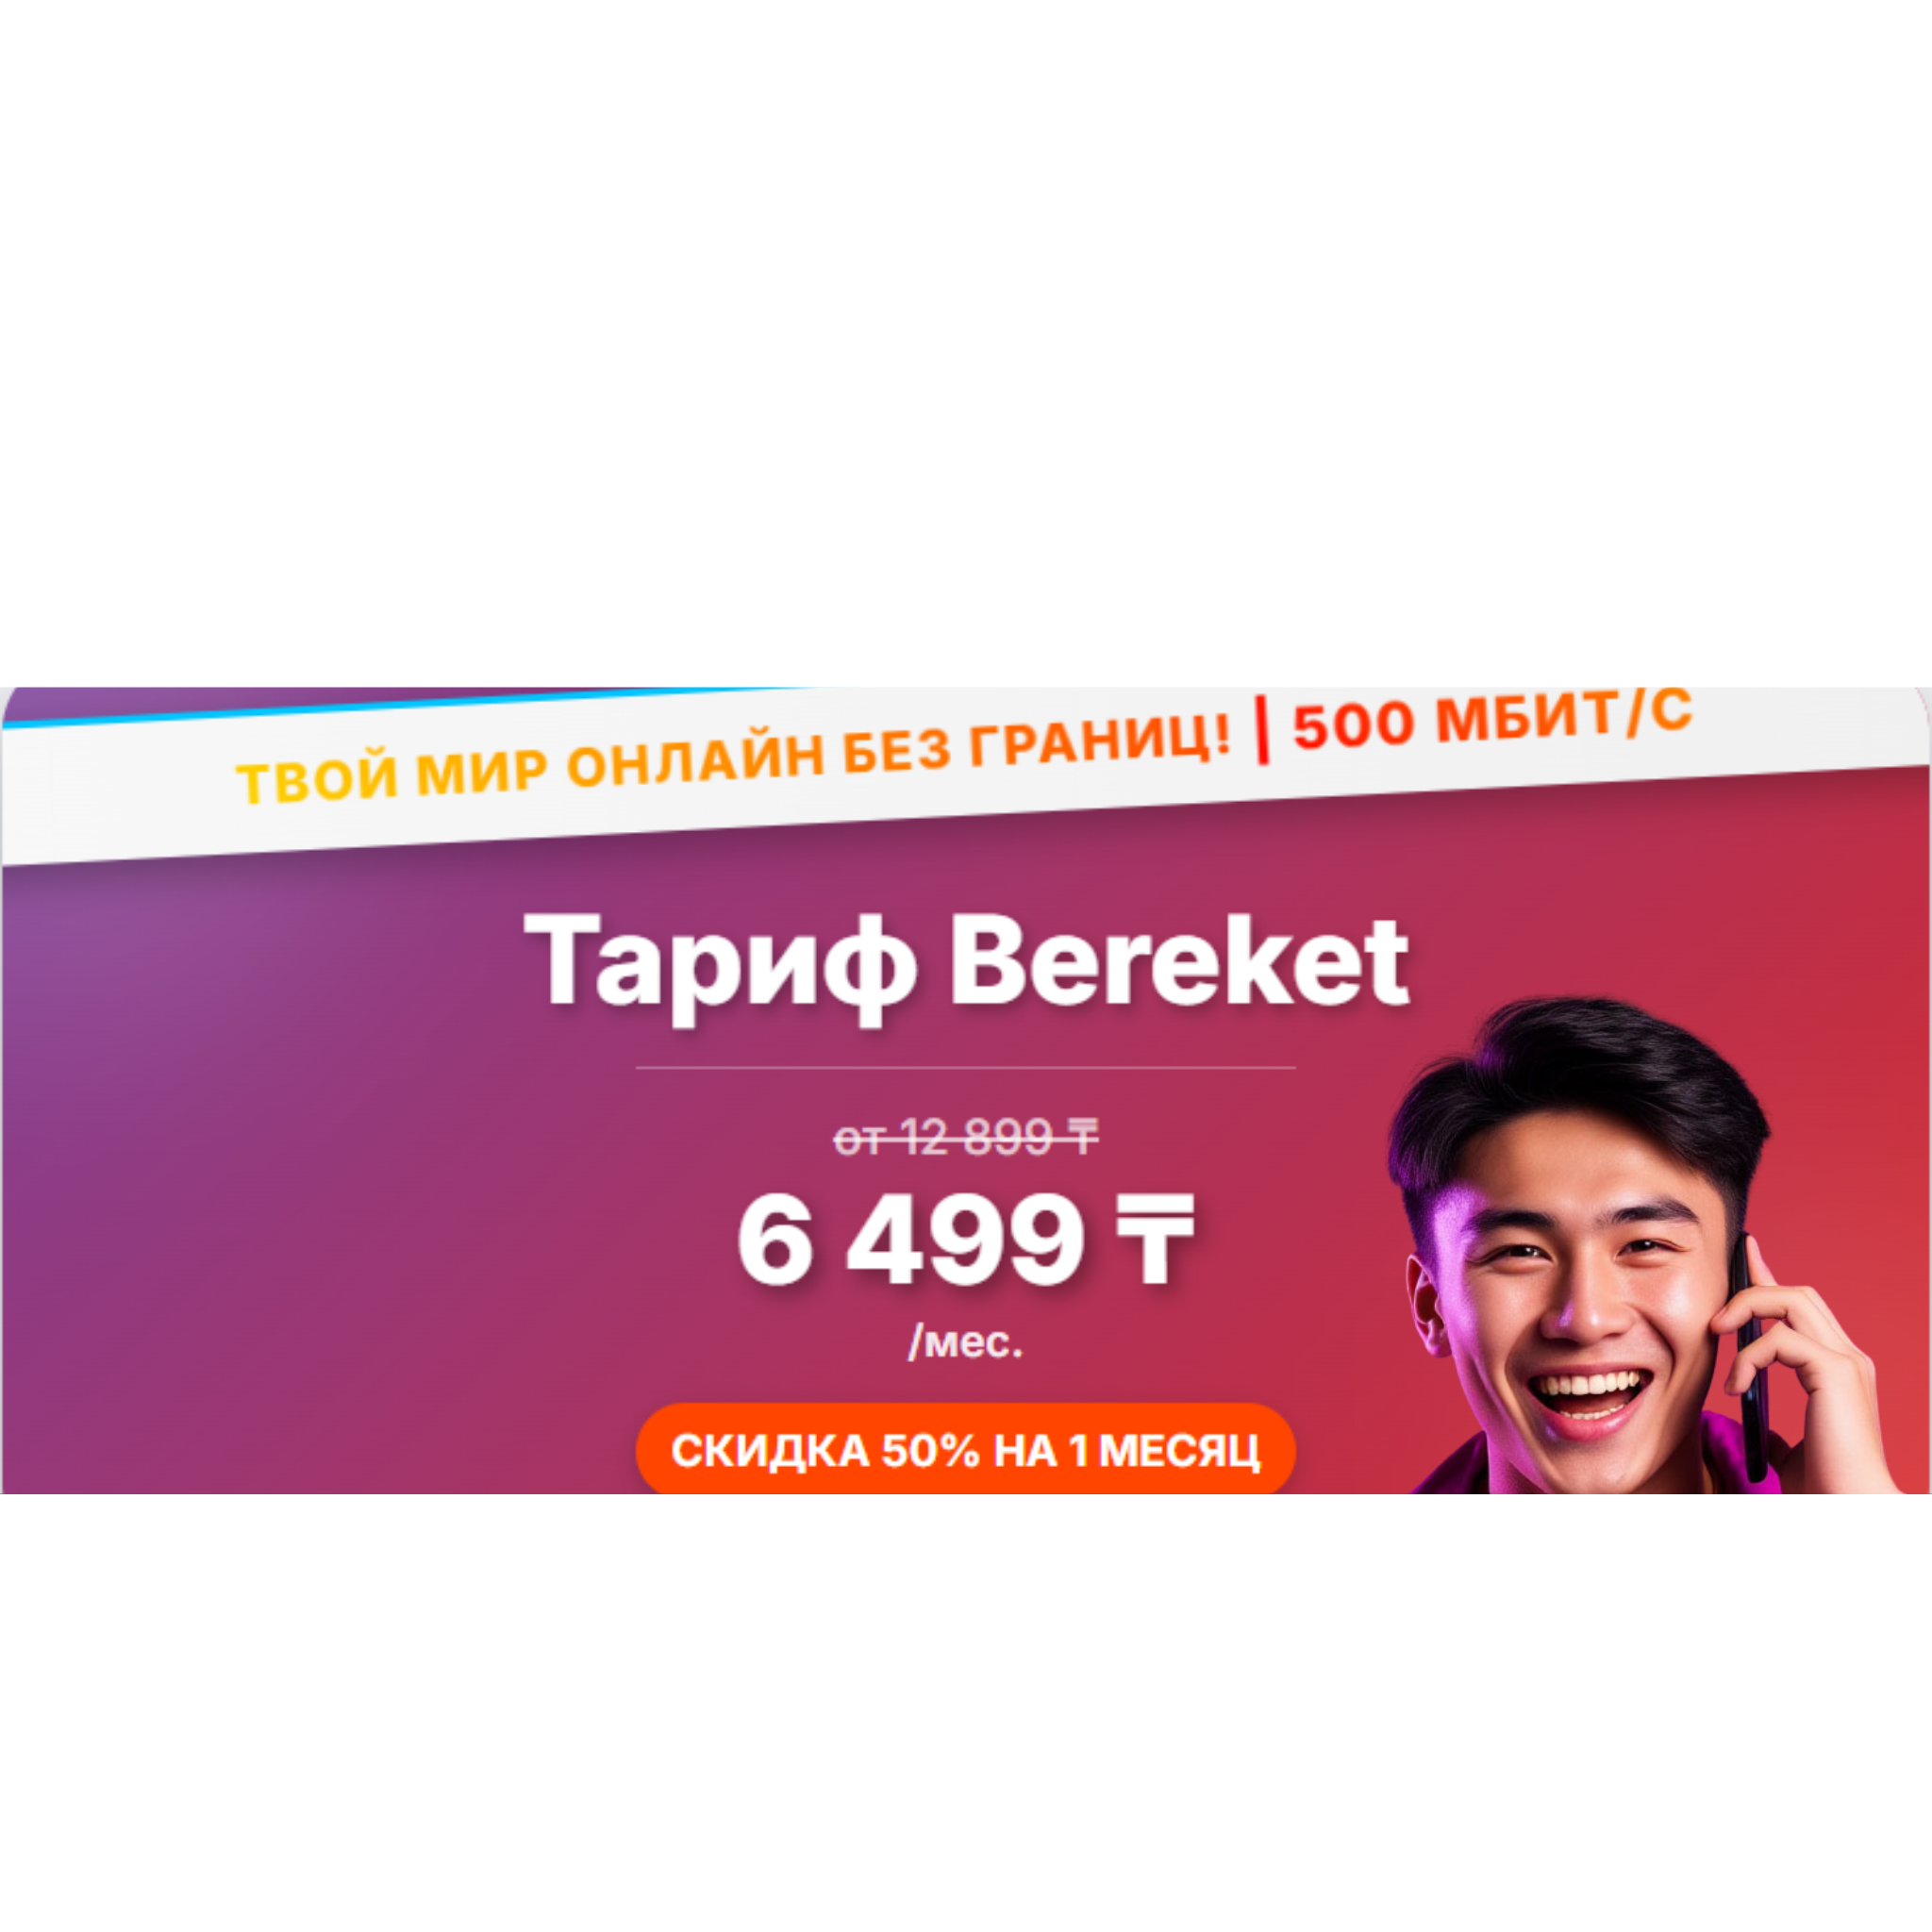 ТВОЙ МИР ОНЛАЙН БЕЗ ГРАНИЦ! | 500 МБИТ/С
Тариф Bereket
от 12 899 ₸
6 499 ₸
/мес.
СКИДКА 50% НА 1 МЕСЯЦ